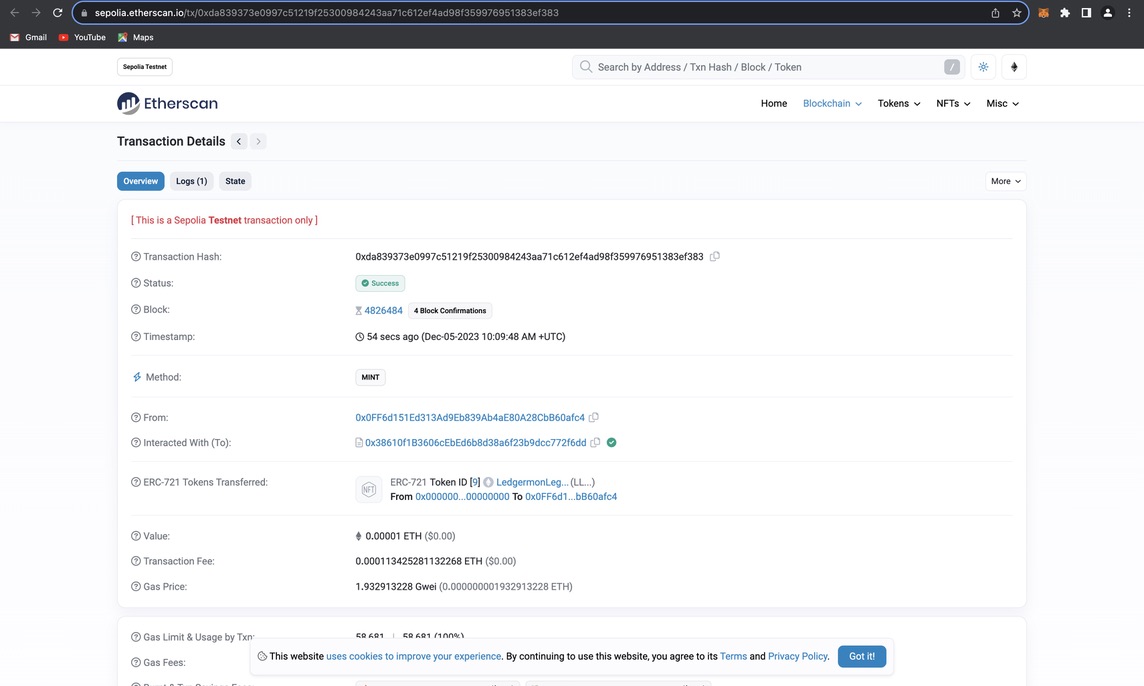 sepolia.etherscan.io/tx/0xda839373e0997c51219f25300984243aa71c612ef4ad98f359976951383ef383
Gmail YouTube Maps
Sepolia Testnet
Search by Address / Txn Hash / Block / Token /
Etherscan
Home Blockchain Tokens NFTs Misc
Transaction Details
Overview Logs (1) State More
[ This is a Sepolia Testnet transaction only ]
Transaction Hash: 0xda839373e0997c51219f25300984243aa71c612ef4ad98f359976951383ef383
Status: Success
Block: 4826484 4 Block Confirmations
Timestamp: 54 secs ago (Dec-05-2023 10:09:48 AM +UTC)
Method: MINT
From: 0x0FF6d151Ed313Ad9Eb839Ab4aE80A28CbB60afc4
Interacted With (To): 0x38610f1B3606cEbEd6b8d38a6f23b9dcc772f6dd
ERC-721 Tokens Transferred: NFT ERC-721 Token ID [9] LedgermonLeg... (LL...)
From 0x000000...00000000 To 0x0FF6d1...bB60afc4
Value: 0.00001 ETH ($0.00)
Transaction Fee: 0.000113425281132268 ETH ($0.00)
Gas Price: 1.932913228 Gwei (0.000000001932913228 ETH)
Gas Limit & Usage by Txn: 58,681 | 58,681 (100%)
This website uses cookies to improve your experience. By continuing to use this website, you agree to its Terms and Privacy Policy. Got it!
Gas Fees: